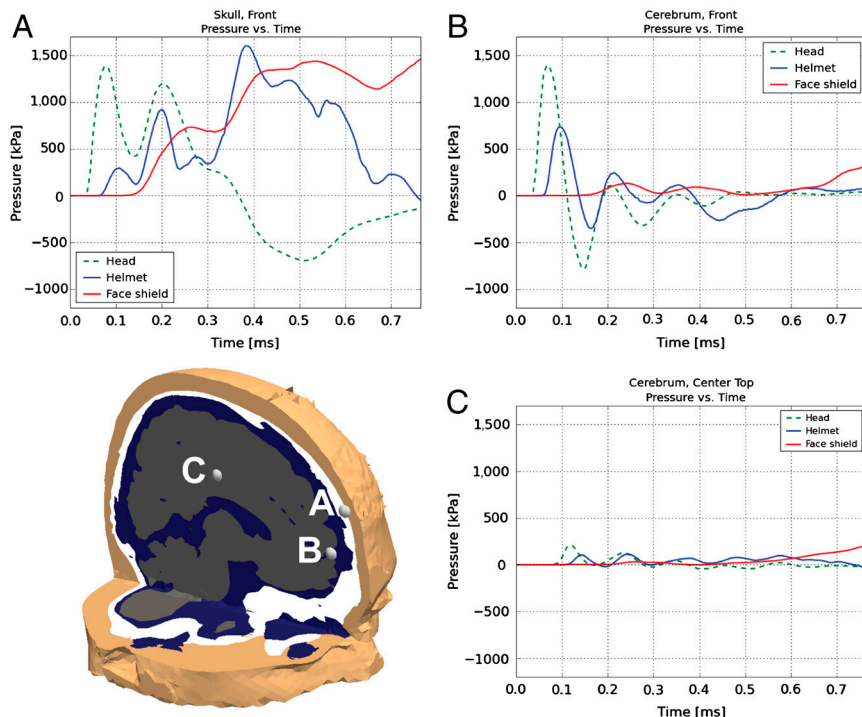 A
Skull, Front
Pressure vs. Time
1,500
1,000
500
0
−500
−1000
Pressure [kPa]
Head
Helmet
Face shield
0.0 0.1 0.2 0.3 0.4 0.5 0.6 0.7
Time [ms]
B
Cerebrum, Front
Pressure vs. Time
1,500
1,000
500
0
−500
−1000
Pressure [kPa]
Head
Helmet
Face shield
0.0 0.1 0.2 0.3 0.4 0.5 0.6 0.7
Time [ms]
C
A
B
C
Cerebrum, Center Top
Pressure vs. Time
1,500
1,000
500
0
−500
−1000
Pressure [kPa]
Head
Helmet
Face shield
0.0 0.1 0.2 0.3 0.4 0.5 0.6 0.7
Time [ms]